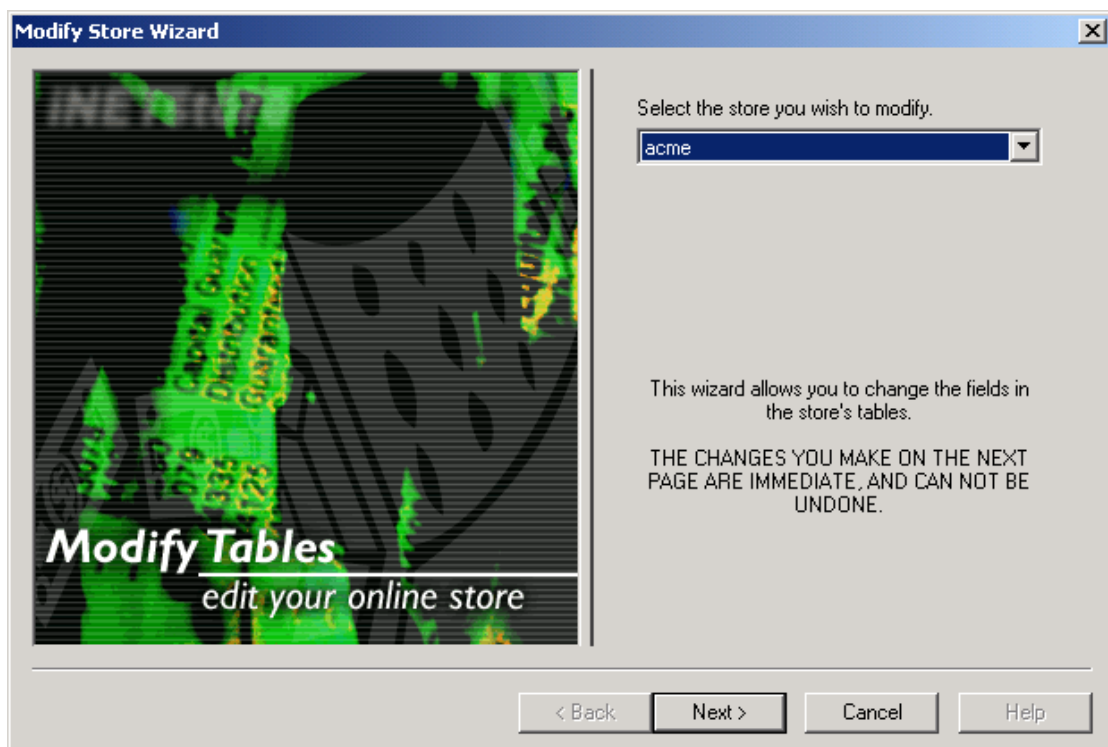 Modify Store Wizard
iNETstor
Select the store you wish to modify.
acme
This wizard allows you to change the fields in
the store's tables.
THE CHANGES YOU MAKE ON THE NEXT
PAGE ARE IMMEDIATE, AND CAN NOT BE
UNDONE.
Modify Tables
edit your online store
< Back
Next >
Cancel
Help